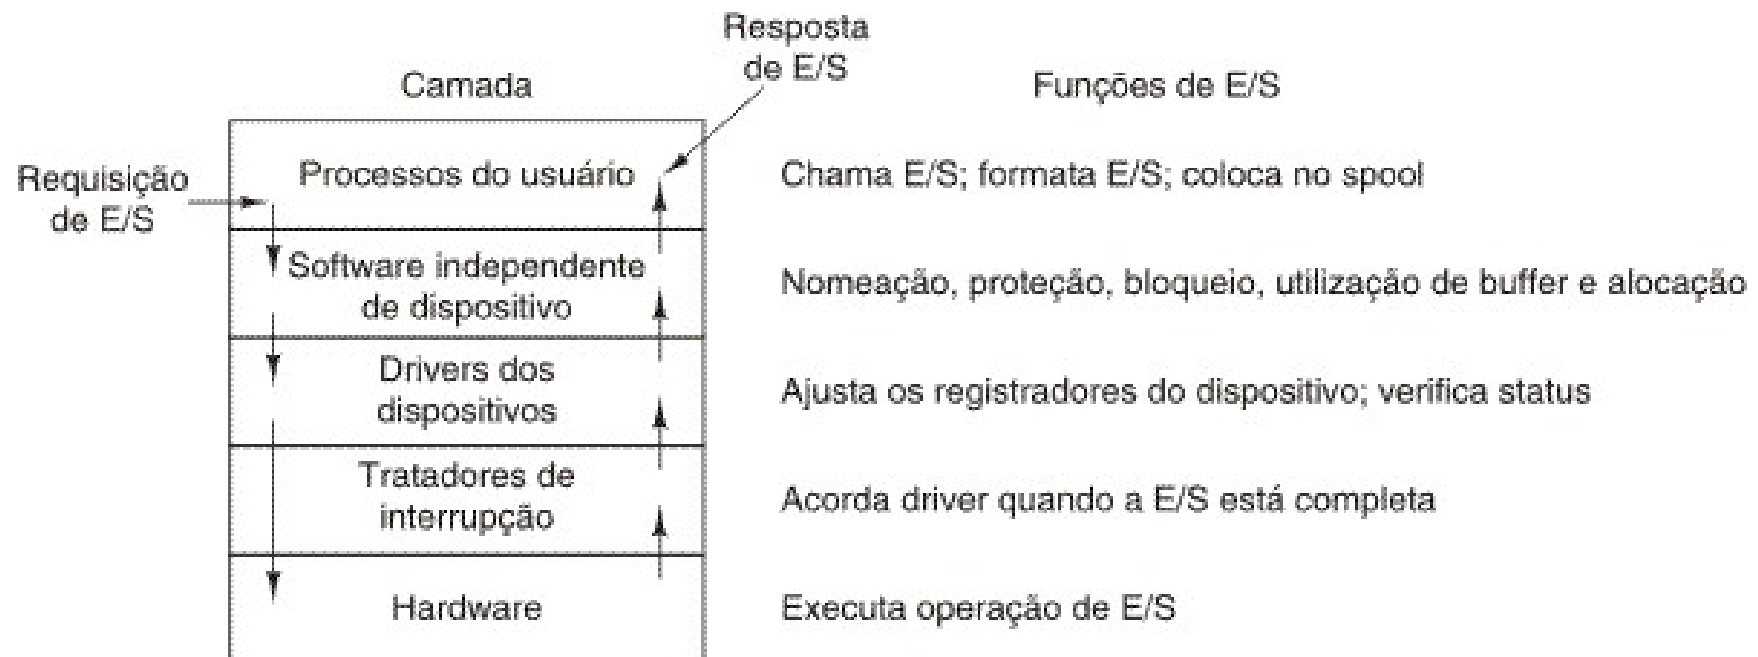 Resposta
de E/S
Camada
Funções de E/S
Requisição
de E/S
Processos do usuário
Chama E/S; formata E/S; coloca no spool
Software independente
de dispositivo
Nomeação, proteção, bloqueio, utilização de buffer e alocação
Drivers dos
dispositivos
Ajusta os registradores do dispositivo; verifica status
Tratadores de
interrupção
Acorda driver quando a E/S está completa
Hardware
Executa operação de E/S